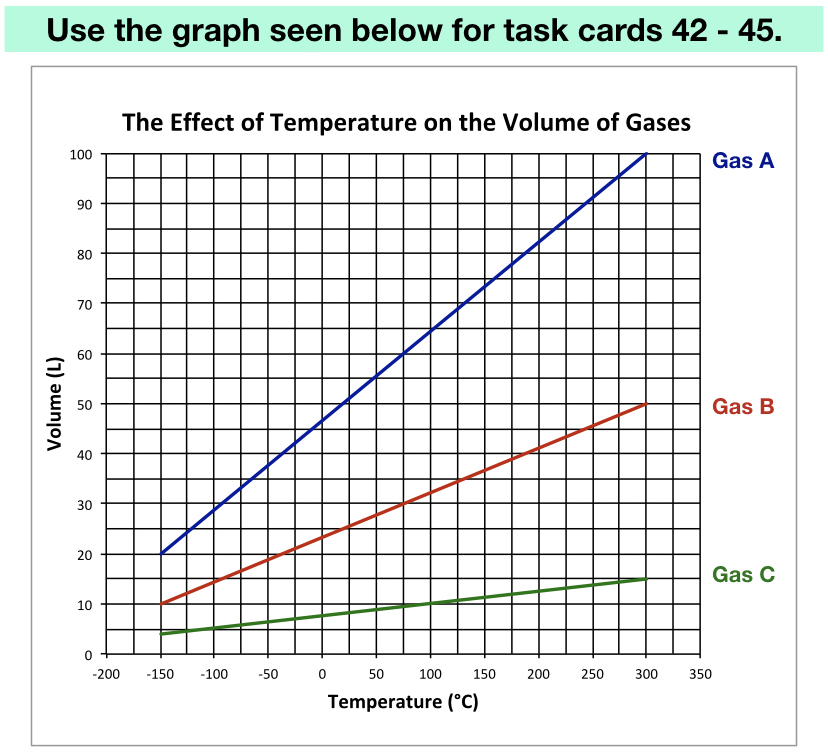 Use the graph seen below for task cards 42 - 45.
The Effect of Temperature on the Volume of Gases
100
90
80
70
60
50
40
30
20
10
0
Volume (L)
-200 -150 -100 -50 0 50 100 150 200 250 300 350
Temperature (°C)
Gas A
Gas B
Gas C